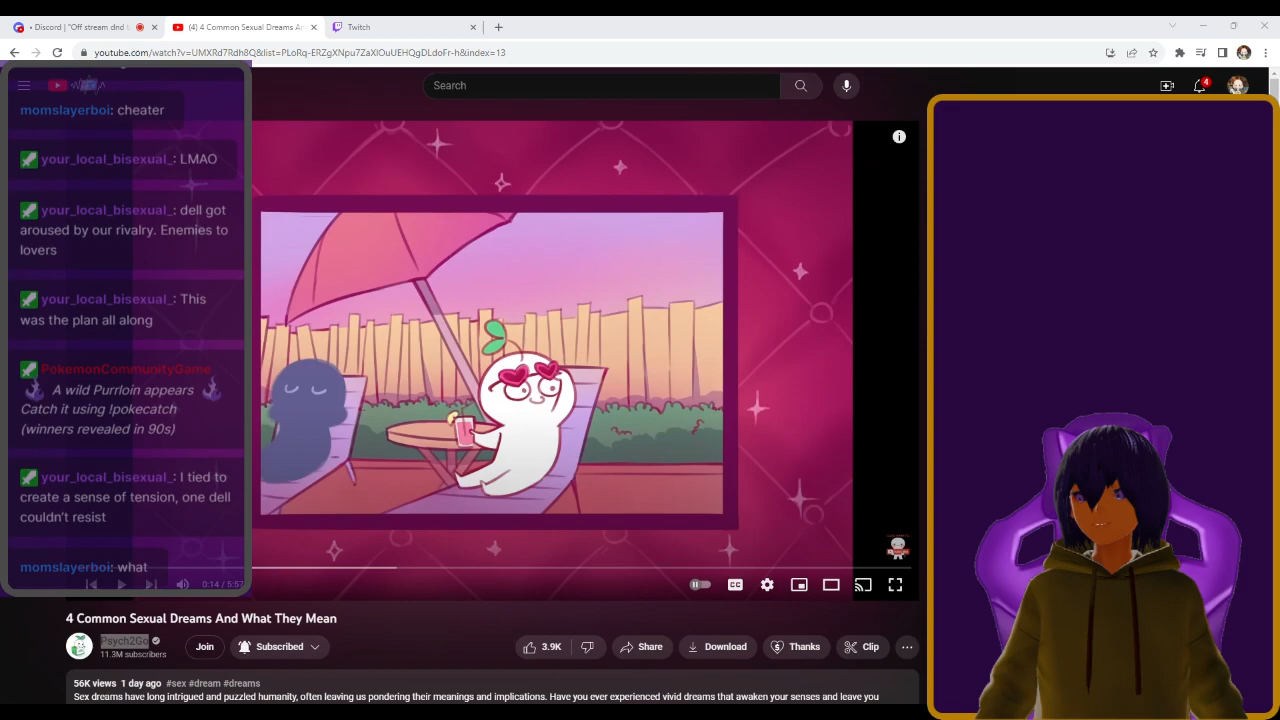 • Discord | "Off stream dnd
(4) 4 Common Sexual Dreams An
Twitch
youtube.com/watch?v=UMXRd7Rdh8Q&list=PLoRq-ERZgXNpu7ZaXlOuUEHQgDLdoFr-h&index=13
Search
4
momslayerboi: cheater
your_local_bisexual_: LMAO
your_local_bisexual_: dell got
aroused by our rivalry. Enemies to
lovers
your_local_bisexual_: This
was the plan all along
PokemonCommunityGame
A wild Purrloin appears
Catch it using !pokecatch
(winners revealed in 90s)
your_local_bisexual_: I tied to
create a sense of tension, one dell
couldn't resist
momslayerboi: what
0:14 / 5:57
CC
4 Common Sexual Dreams And What They Mean
Psych2Go
11.3M subscribers
Join
Subscribed
3.9K
Share
Download
Thanks
Clip
56K views 1 day ago #sex #dream #dreams
Sex dreams have long intrigued and puzzled humanity, often leaving us pondering their meanings and implications. Have you ever experienced vivid dreams that awaken your senses and leave you